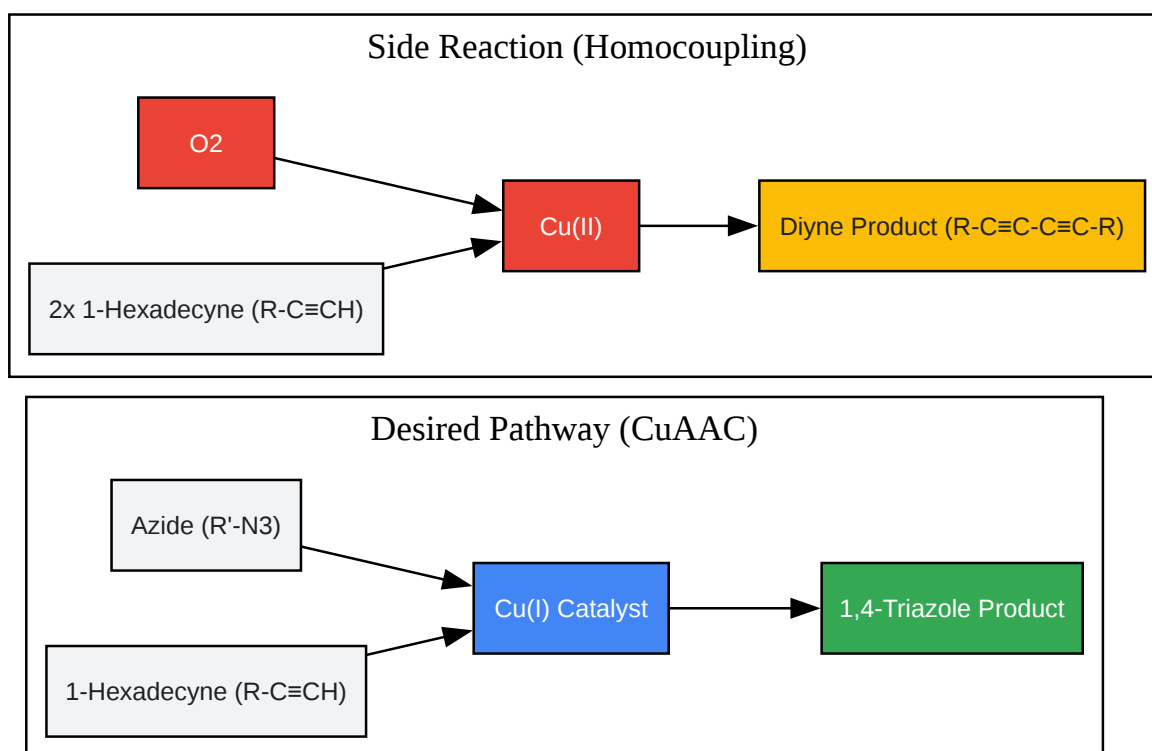 Side Reaction (Homocoupling)
O2
Cu(II)
Diyne Product (R-C≡C-C≡C-R)
2x 1-Hexadecyne (R-C≡CH)
Desired Pathway (CuAAC)
Azide (R'-N3)
Cu(I) Catalyst
1,4-Triazole Product
1-Hexadecyne (R-C≡CH)